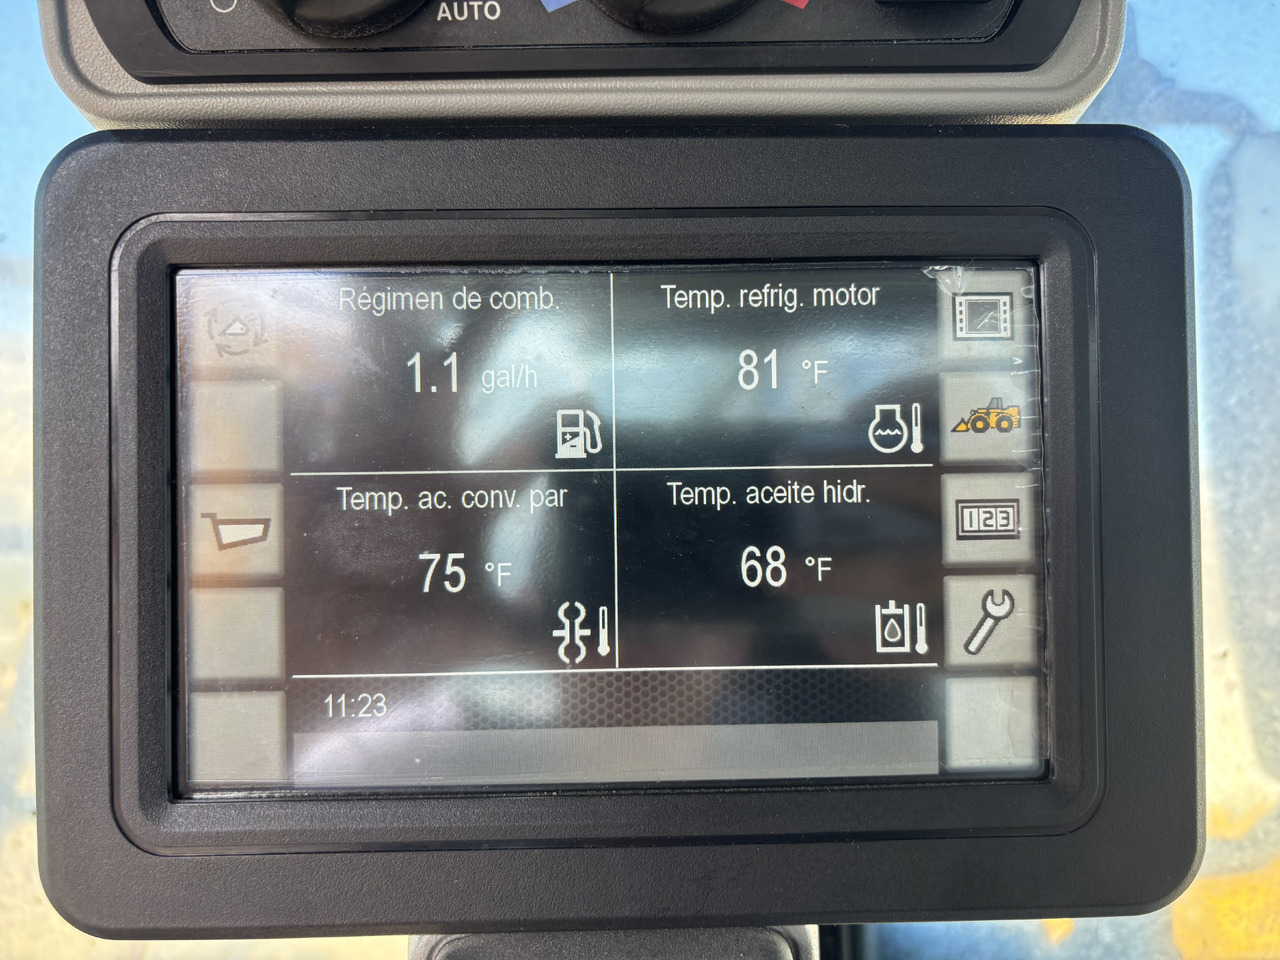 AUTO
Régimen de comb.
1.1 gal/h
Temp. refrig. motor
81 °F
Temp. ac. conv. par
75 °F
Temp. aceite hidr.
68 °F
123
11:23